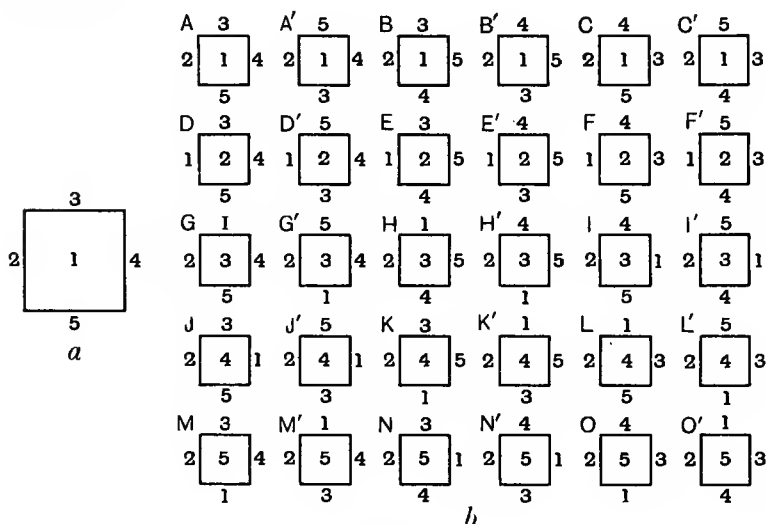 A 3 A′ 5 B 3 B′ 4 C 4 C′ 5
2 1 4 2 1 4 2 1 5 2 1 5 2 1 3 2 1 3
5 3 4 3 5 4
D 3 D′ 5 E 3 E′ 4 F 4 F′ 5
1 2 4 1 2 4 1 2 5 1 2 5 1 2 3 1 2 3
5 3 4 3 5 4
3
2 1 4
5
a
G 1 G′ 5 H 1 H′ 4 I 4 I′ 5
2 3 4 2 3 4 2 3 5 2 3 5 2 3 1 2 3 1
5 1 4 1 5 4
J 3 J′ 5 K 3 K′ 1 L 1 L′ 5
2 4 1 2 4 1 2 4 5 2 4 5 2 4 3 2 4 3
5 3 1 3 5 1
M 3 M′ 1 N 3 N′ 4 O 4 O′ 1
2 5 4 2 5 4 2 5 1 2 5 1 2 5 3 2 5 3
1 3 4 3 1 4
b